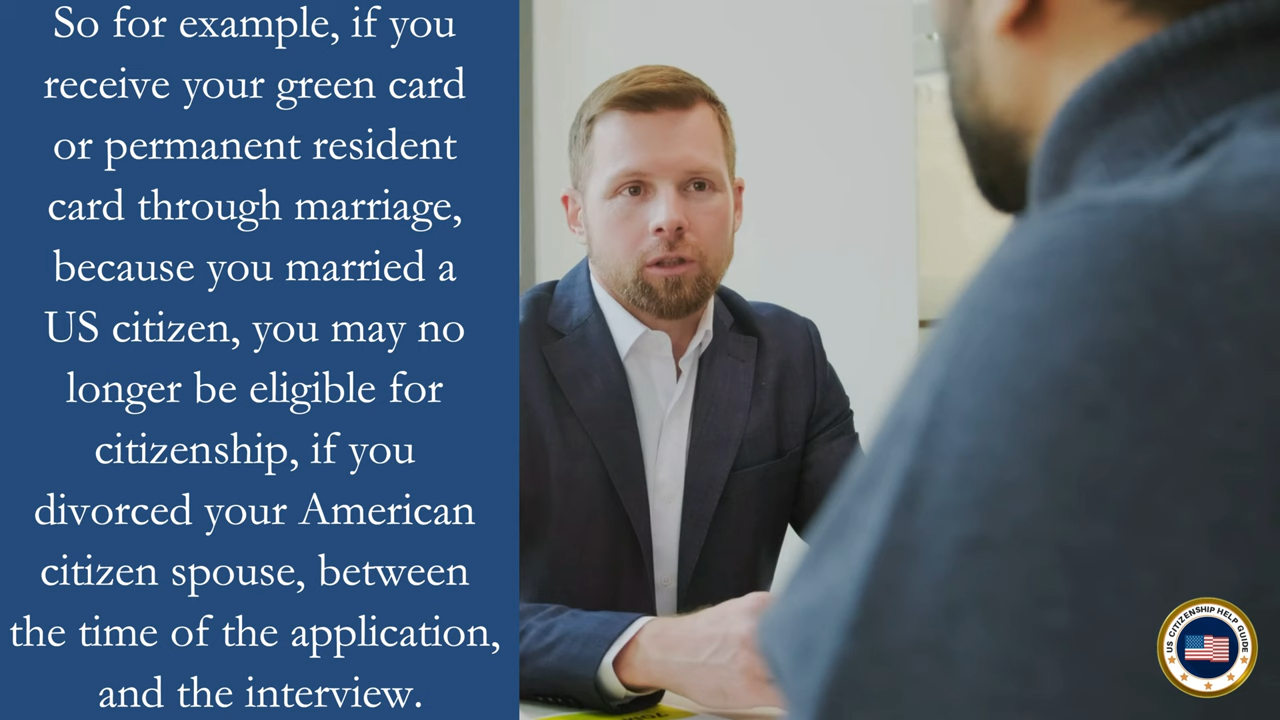 So for example, if you
receive your green card
or permanent resident
card through marriage,
because you married a
US citizen, you may no
longer be eligible for
citizenship, if you
divorced your American
citizen spouse, between
the time of the application,
and the interview.
US CITIZENSHIP HELP GUIDE